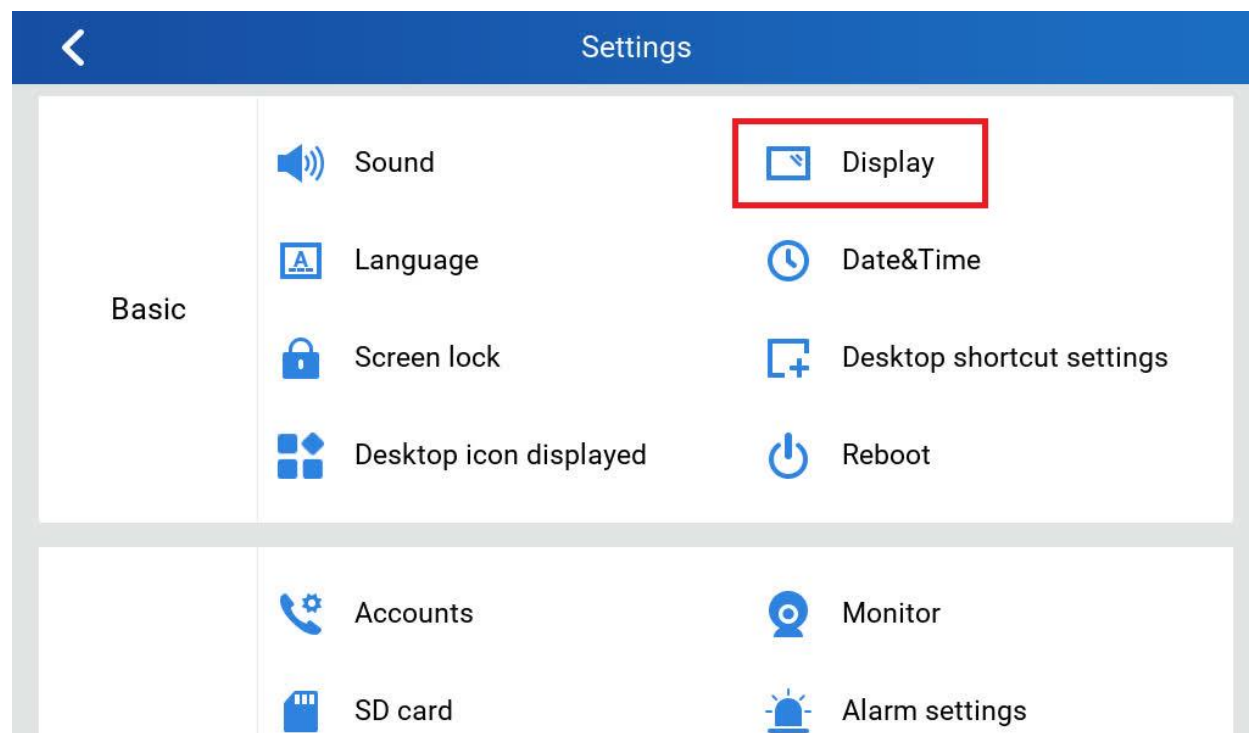 Settings
Basic
Sound
Display
Language
Date&Time
Screen lock
Desktop shortcut settings
Desktop icon displayed
Reboot
Accounts
Monitor
SD card
Alarm settings